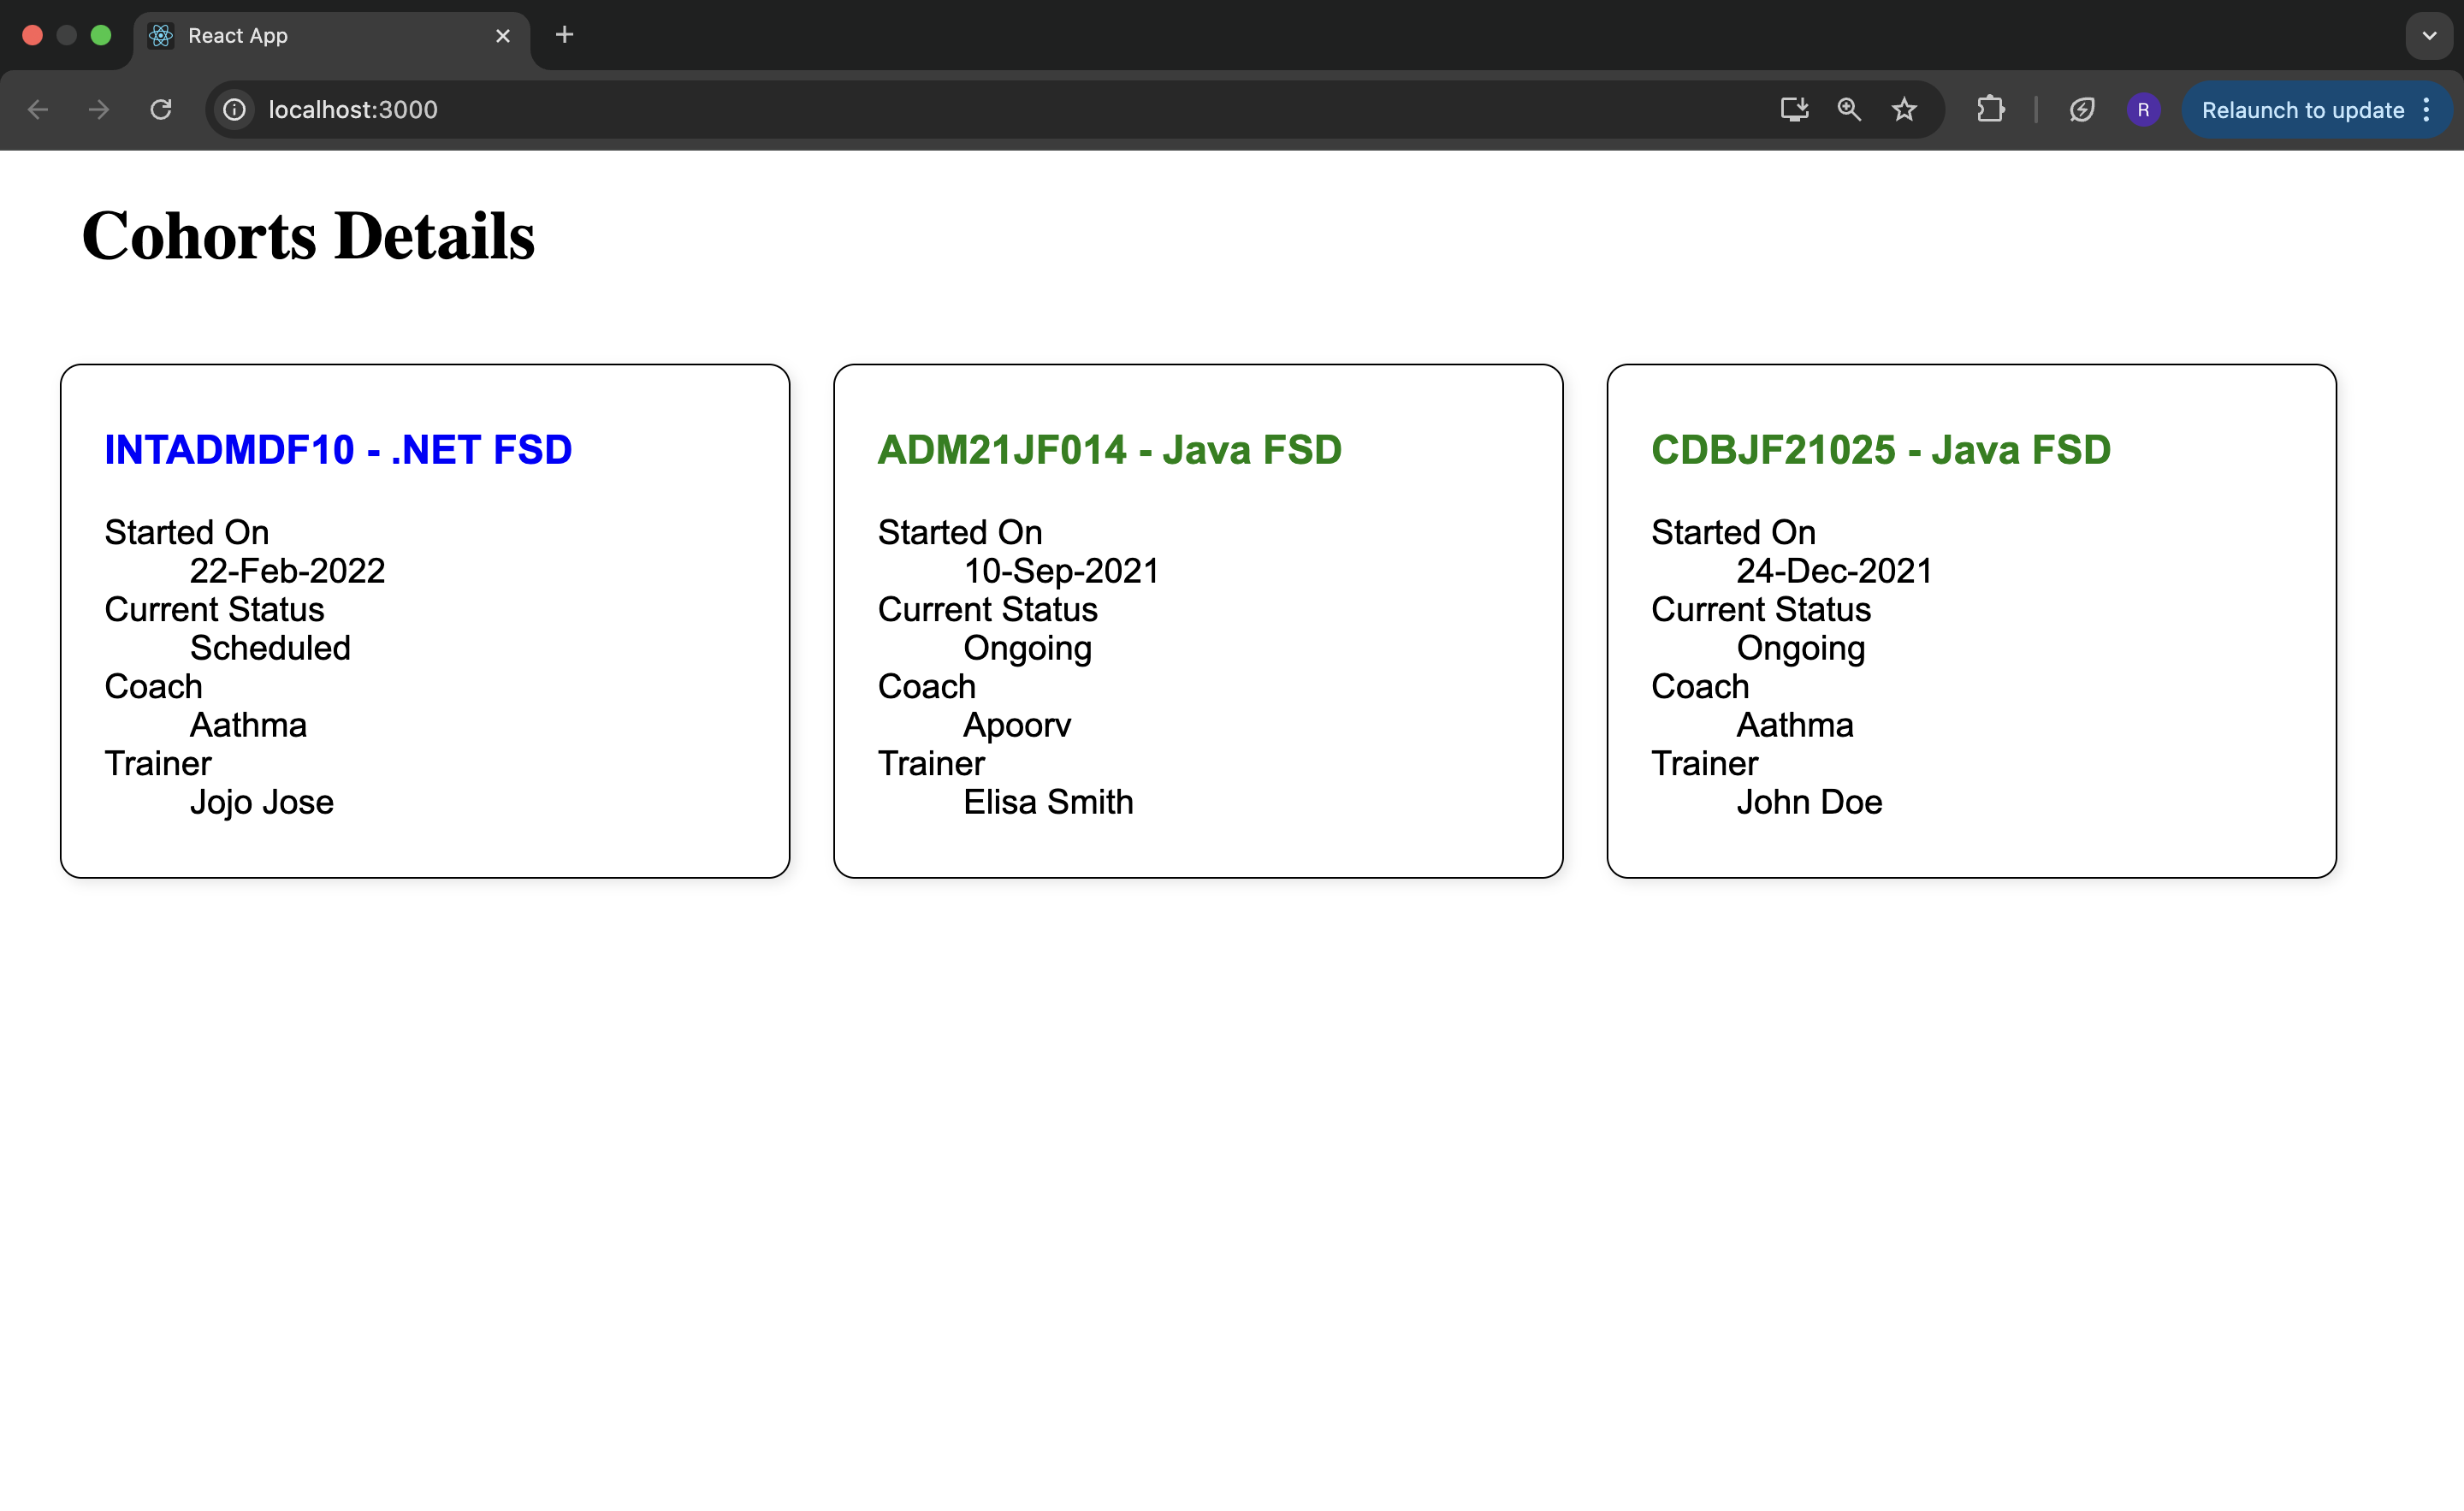 React App
localhost:3000
R
Relaunch to update
Cohorts Details
INTADMDF10 - .NET FSD
Started On
22-Feb-2022
Current Status
Scheduled
Coach
Aathma
Trainer
Jojo Jose
ADM21JF014 - Java FSD
Started On
10-Sep-2021
Current Status
Ongoing
Coach
Apoorv
Trainer
Elisa Smith
CDBJF21025 - Java FSD
Started On
24-Dec-2021
Current Status
Ongoing
Coach
Aathma
Trainer
John Doe